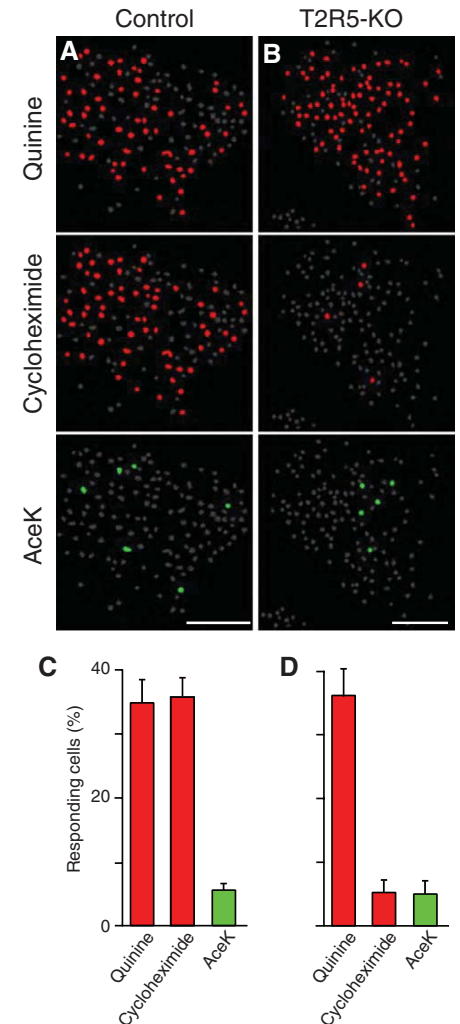 Control T2R5-KO
A B
Quinine
Cycloheximide
AceK
C D
Responding cells (%)
40
20
0
Quinine Cycloheximide AceK Quinine Cycloheximide AceK